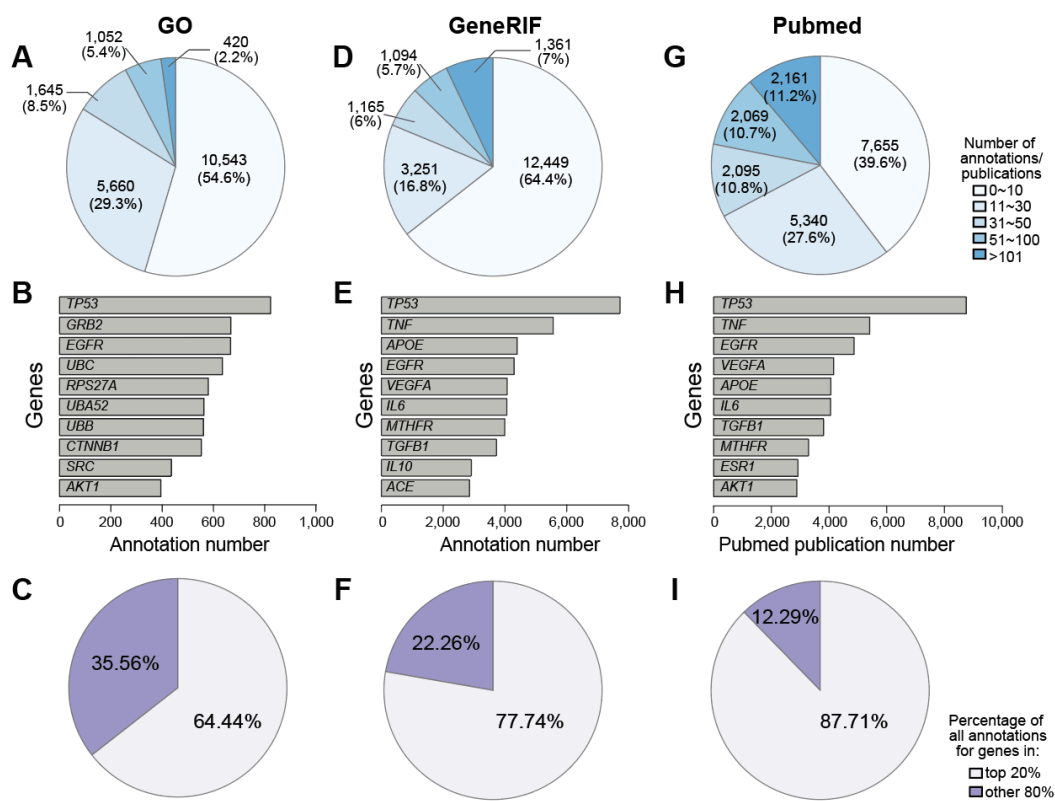 GO
GeneRIF
Pubmed
A
1,052
(5.4%)
420
(2.2%)
1,645
(8.5%)
5,660
(29.3%)
10,543
(54.6%)
D
1,094
(5.7%)
1,361
(7%)
1,165
(6%)
3,251
(16.8%)
12,449
(64.4%)
G
2,161
(11.2%)
2,069
(10.7%)
2,095
(10.8%)
7,655
(39.6%)
5,340
(27.6%)
Number of
annotations/
publications
0~10
11~30
31~50
51~100
>101
B
Genes
TP53
GRB2
EGFR
UBC
RPS27A
UBA52
UBB
CTNNB1
SRC
AKT1
0 200 400 600 800 1,000
Annotation number
E
Genes
TP53
TNF
APOE
EGFR
VEGFA
IL6
MTHFR
TGFB1
IL10
ACE
0 2,000 4,000 6,000 8,000
Annotation number
H
Genes
TP53
TNF
EGFR
VEGFA
APOE
IL6
TGFB1
MTHFR
ESR1
AKT1
0 2,000 4,000 6,000 8,000 10,000
Pubmed publication number
C
35.56%
64.44%
F
22.26%
77.74%
I
12.29%
87.71%
Percentage of
all annotations
for genes in:
top 20%
other 80%